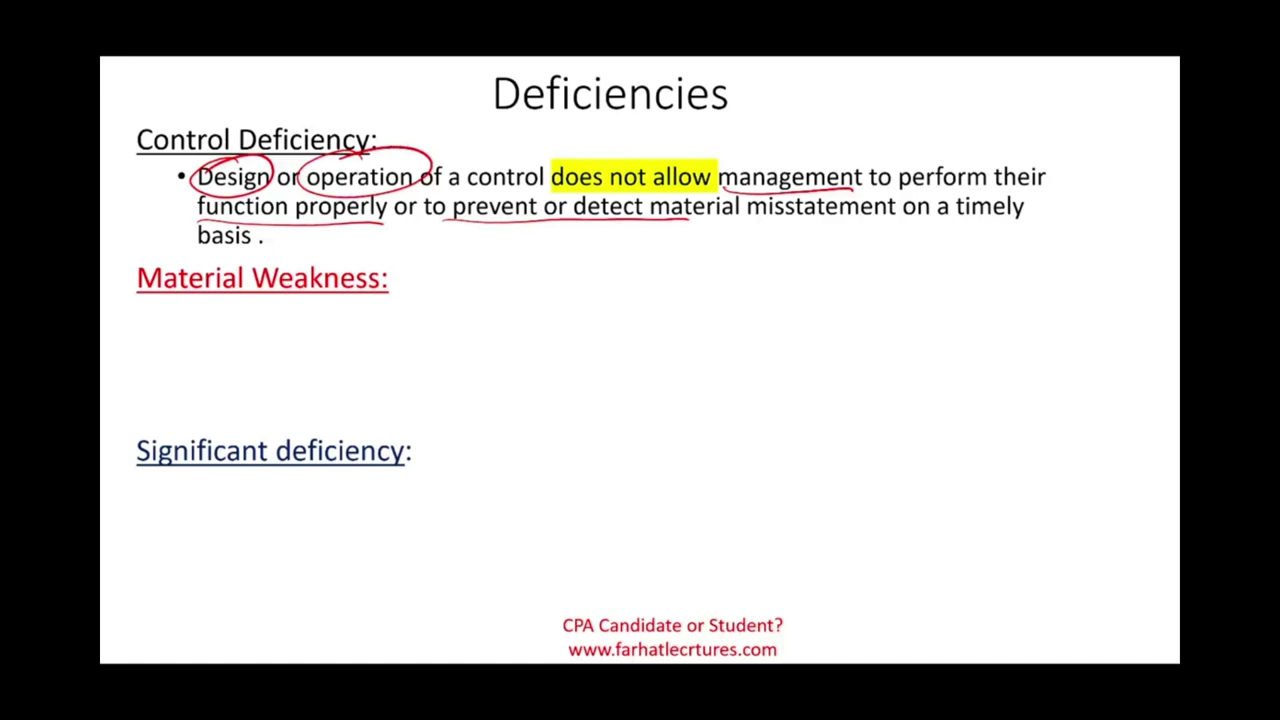 Deficiencies
Control Deficiency:
• Design or operation of a control does not allow management to perform their
function properly or to prevent or detect material misstatement on a timely
basis .
Material Weakness:
Significant deficiency:
CPA Candidate or Student?
www.farhatlecrtures.com